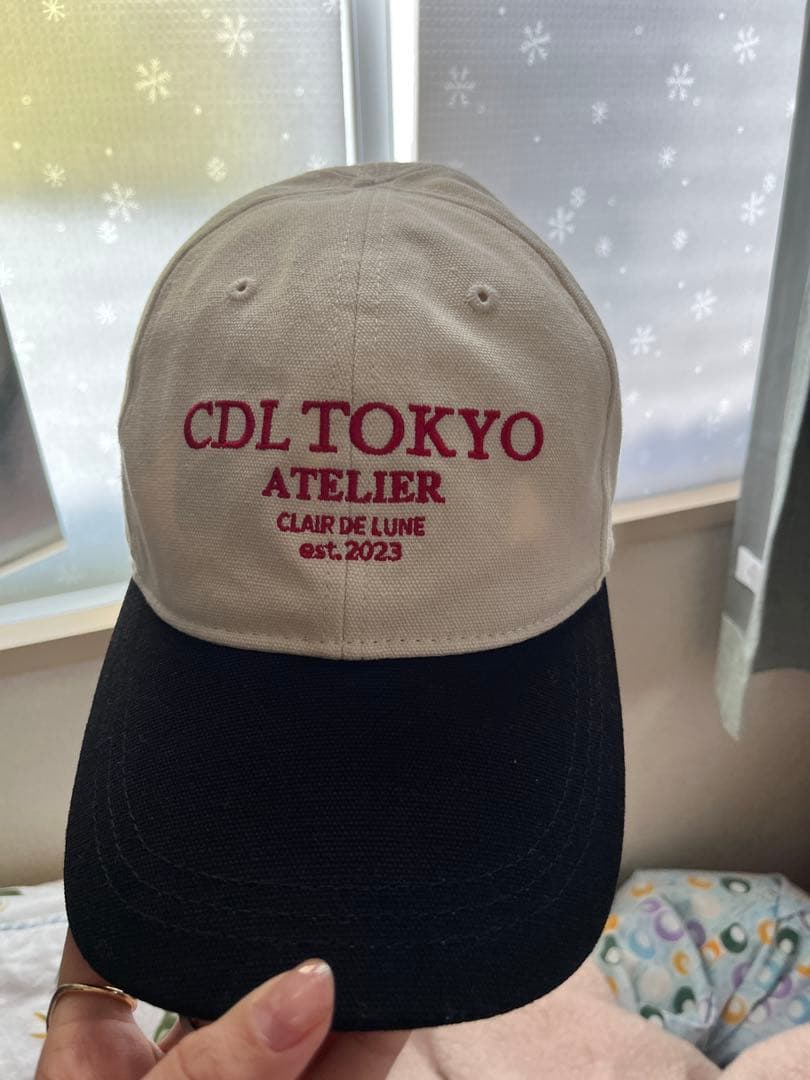 CDL TOKYO
ATELIER
CLAIR DE LUNE
est. 2023